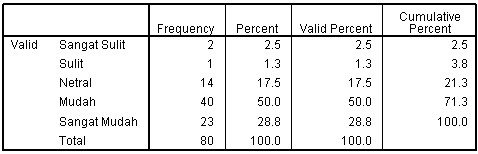 Frequency Percent Valid Percent Cumulative Percent
Valid Sangat Sulit 2 2.5 2.5 2.5
Sulit 1 1.3 1.3 3.8
Netral 14 17.5 17.5 21.3
Mudah 40 50.0 50.0 71.3
Sangat Mudah 23 28.8 28.8 100.0
Total 80 100.0 100.0